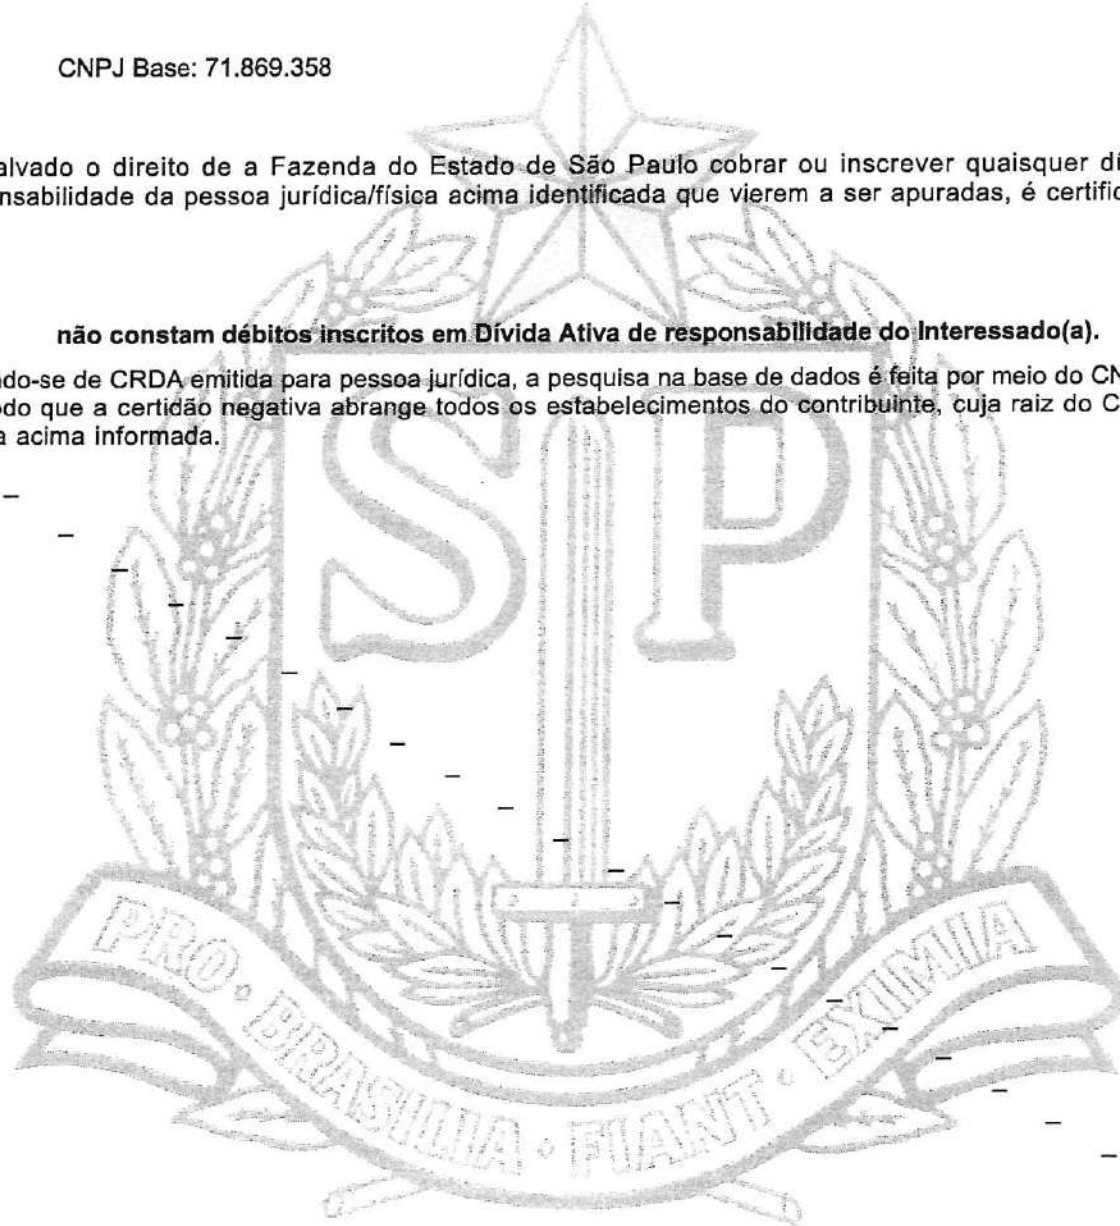 CNPJ Base: 71.869.358
alvado o direito de a Fazenda do Estado de São Paulo cobrar ou inscrever quaisquer dí
nsabilidade da pessoa jurídica/física acima identificada que vierem a ser apuradas, é certific
não constam débitos inscritos em Dívida Ativa de responsabilidade do Interessado(a).
ndo-se de CRDA emitida para pessoa jurídica, a pesquisa na base de dados é feita por meio do CN
odo que a certidão negativa abrange todos os estabelecimentos do contribuinte, cuja raiz do C
a acima informada.
SP
PRO · BRASILIA · FIANT · EXIMIA